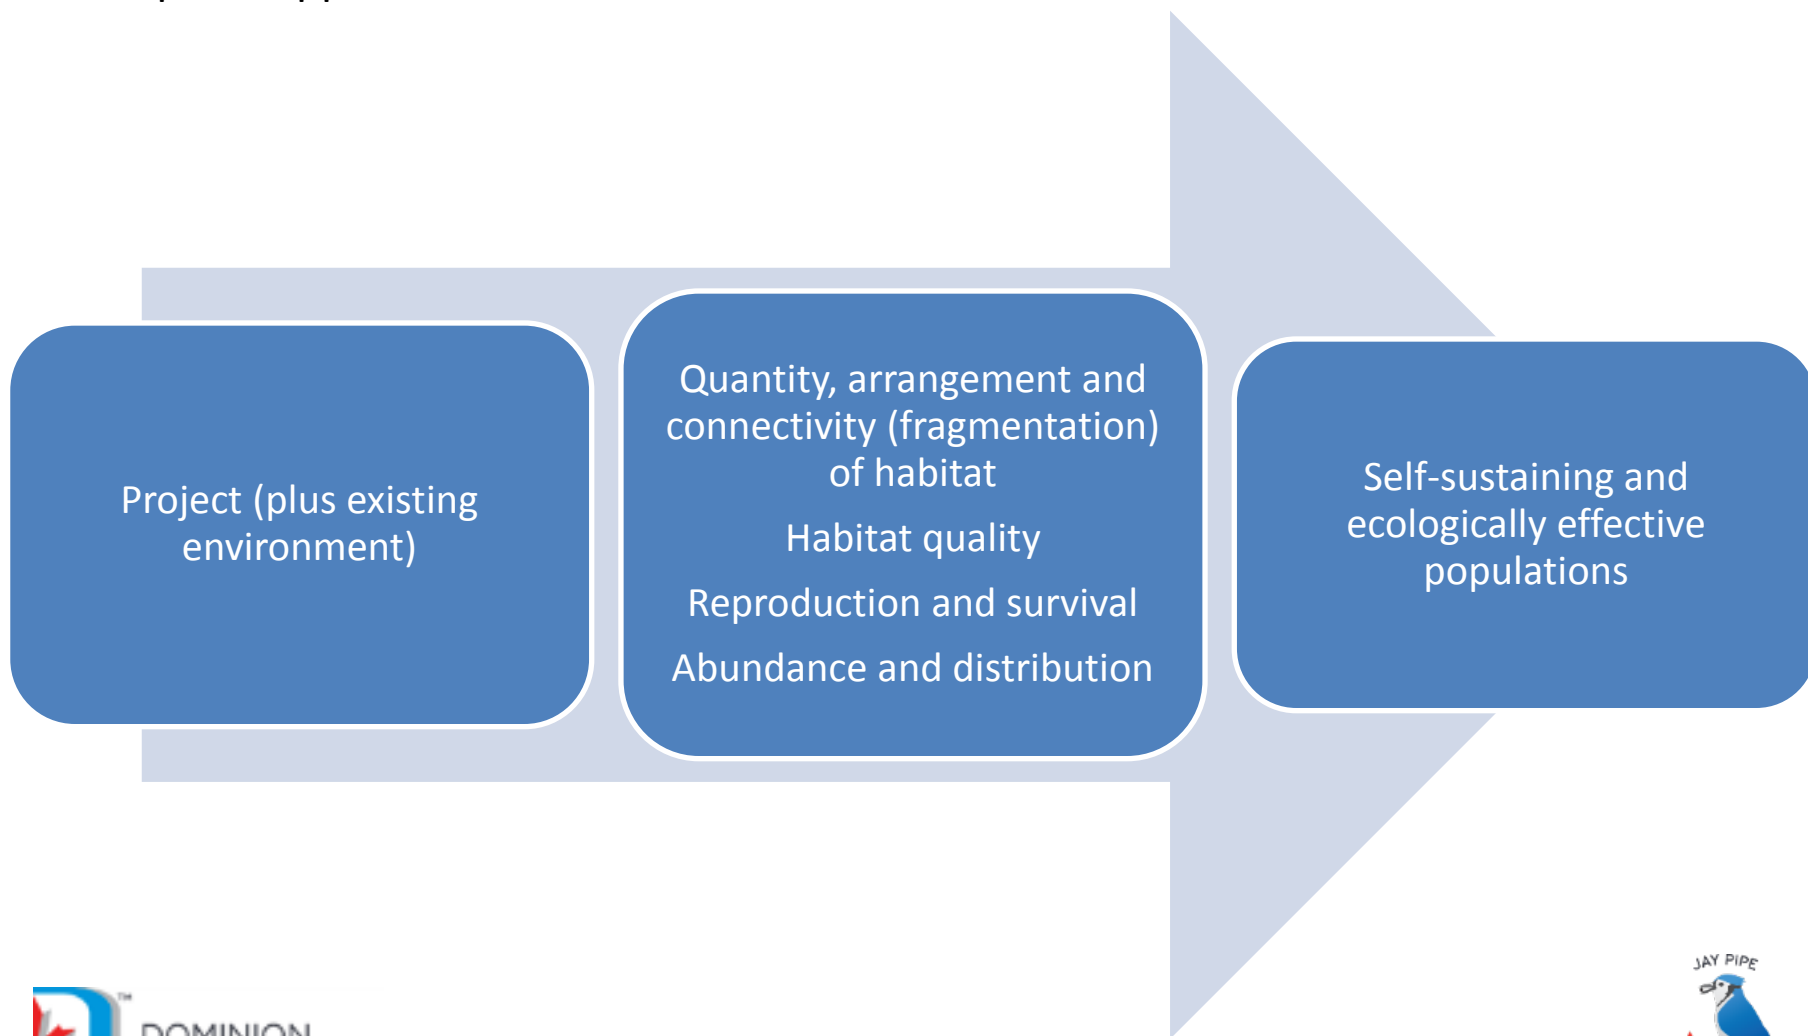 Project (plus existing
environment)
Quantity, arrangement and
connectivity (fragmentation)
of habitat
Habitat quality
Reproduction and survival
Abundance and distribution
Self-sustaining and
ecologically effective
populations
JAY PIPE
DOMINION
TM